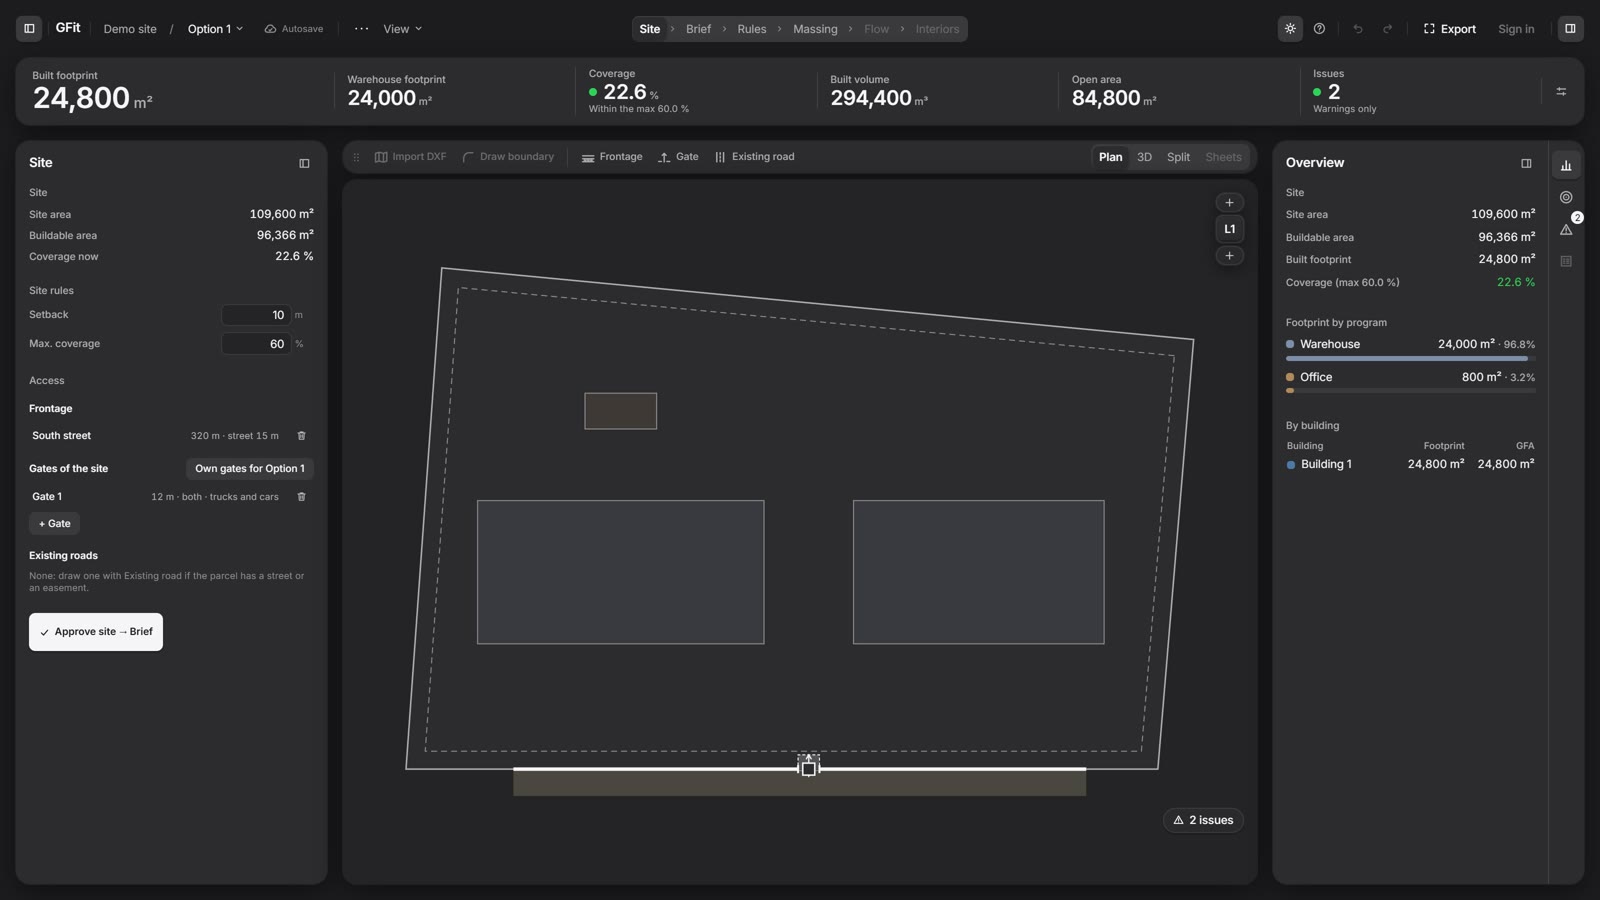 GFit
Demo site / Option 1
Autosave
··· View
Site > Brief > Rules > Massing > Flow > Interiors
Export
Sign in
Built footprint
24,800 m²
Warehouse footprint
24,000 m²
Coverage
22.6 %
Within the max 60.0 %
Built volume
294,400 m³
Open area
84,800 m²
Issues
2
Warnings only
Site
Site
Site area 109,600 m²
Buildable area 96,366 m²
Coverage now 22.6 %
Site rules
Setback 10 m
Max. coverage 60 %
Access
Frontage
South street 320 m · street 15 m
Gates of the site Own gates for Option 1
Gate 1 12 m · both · trucks and cars
+ Gate
Existing roads
None: draw one with Existing road if the parcel has a street or
an easement.
Approve site → Brief
Import DXF
Draw boundary
Frontage
Gate
Existing road
Plan 3D Split Sheets
+
L1
+
2 issues
Overview
Site
Site area 109,600 m²
Buildable area 96,366 m²
Built footprint 24,800 m²
Coverage (max 60.0 %) 22.6 %
Footprint by program
Warehouse 24,000 m² · 96.8%
Office 800 m² · 3.2%
By building
Building Footprint GFA
Building 1 24,800 m² 24,800 m²
2